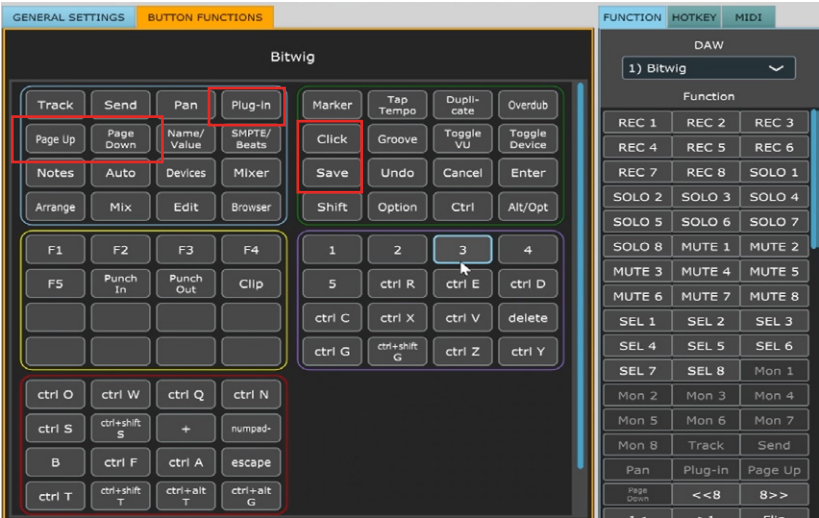 GENERAL SETTINGS BUTTON FUNCTIONS
Bitwig
Track Send Pan Plug-in
Page Up Page Down Name/ Value SMPTE/ Beats
Notes Auto Devices Mixer
Arrange Mix Edit Browser
Marker Tap Tempo Dupli- cate Overdub
Click Groove Toggle VU Toggle Device
Save Undo Cancel Enter
Shift Option Ctrl Alt/Opt
F1 F2 F3 F4
F5 Punch In Punch Out Clip
1 2 3 4
5 ctrl R ctrl E ctrl D
ctrl C ctrl X ctrl V delete
ctrl G ctrl+shift G ctrl Z ctrl Y
ctrl O ctrl W ctrl Q ctrl N
ctrl S ctrl+shift S + numpad-
B ctrl F ctrl A escape
ctrl T ctrl+shift T ctrl+alt T ctrl+alt G
FUNCTION HOTKEY MIDI
DAW
1) Bitwig
Function
REC 1 REC 2 REC 3
REC 4 REC 5 REC 6
REC 7 REC 8 SOLO 1
SOLO 2 SOLO 3 SOLO 4
SOLO 5 SOLO 6 SOLO 7
SOLO 8 MUTE 1 MUTE 2
MUTE 3 MUTE 4 MUTE 5
MUTE 6 MUTE 7 MUTE 8
SEL 1 SEL 2 SEL 3
SEL 4 SEL 5 SEL 6
SEL 7 SEL 8 Mon 1
Mon 2 Mon 3 Mon 4
Mon 5 Mon 6 Mon 7
Mon 8 Track Send
Pan Plug-in Page Up
Page Down <<8 8>>